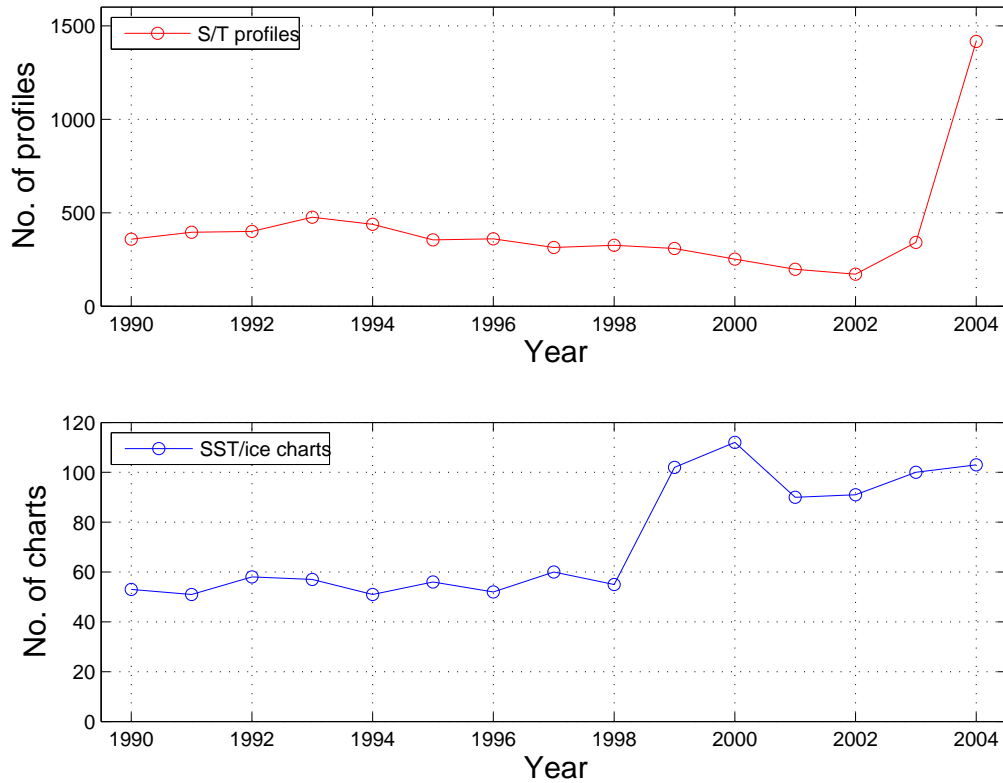 1500
1000
500
0
No. of profiles
S/T profiles
1990 1992 1994 1996 1998 2000 2002 2004
Year
120
100
80
60
40
20
0
No. of charts
SST/ice charts
1990 1992 1994 1996 1998 2000 2002 2004
Year